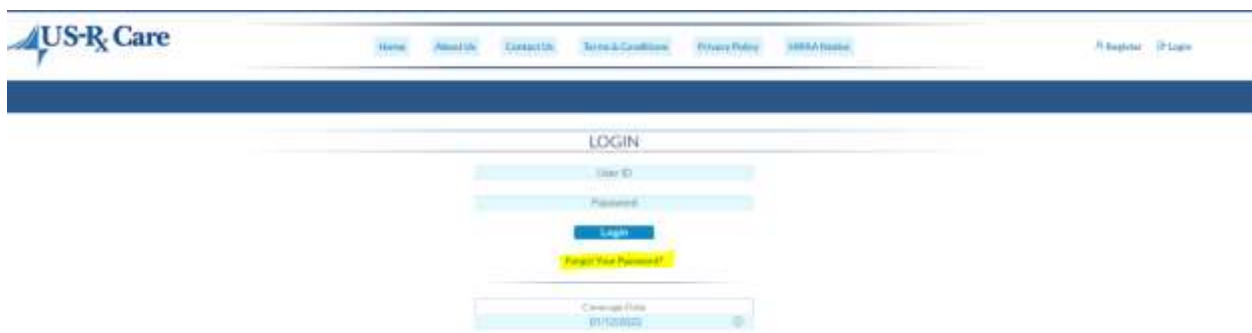 US-Rx Care
Home About Us Contact Us Terms & Conditions Privacy Policy HIPAA Notice
Register Login
LOGIN
User ID
Password
Login
Forgot Your Password?
Coverage Date